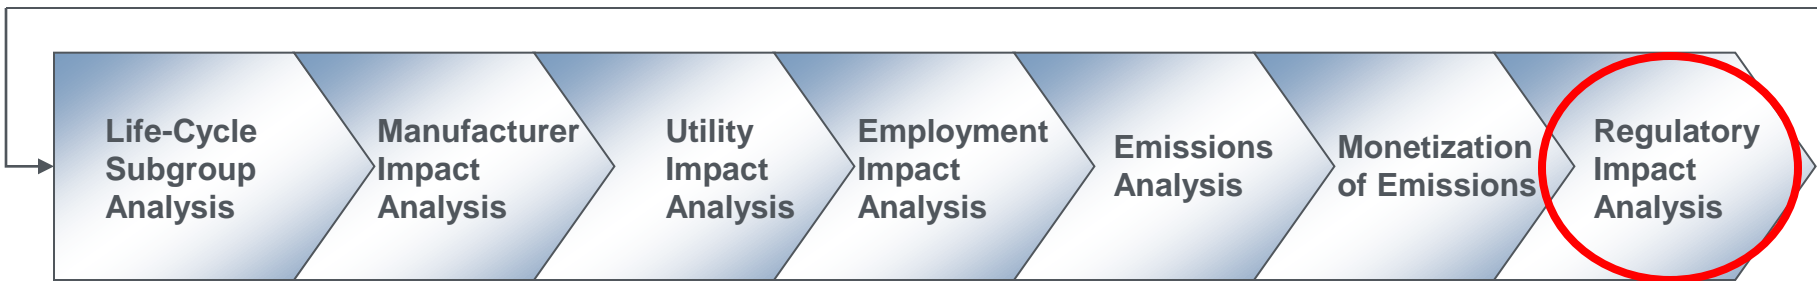 Life-Cycle
Subgroup
Analysis
Manufacturer
Impact
Analysis
Utility
Impact
Analysis
Employment
Impact
Analysis
Emissions
Analysis
Monetization
of Emissions
Regulatory
Impact
Analysis